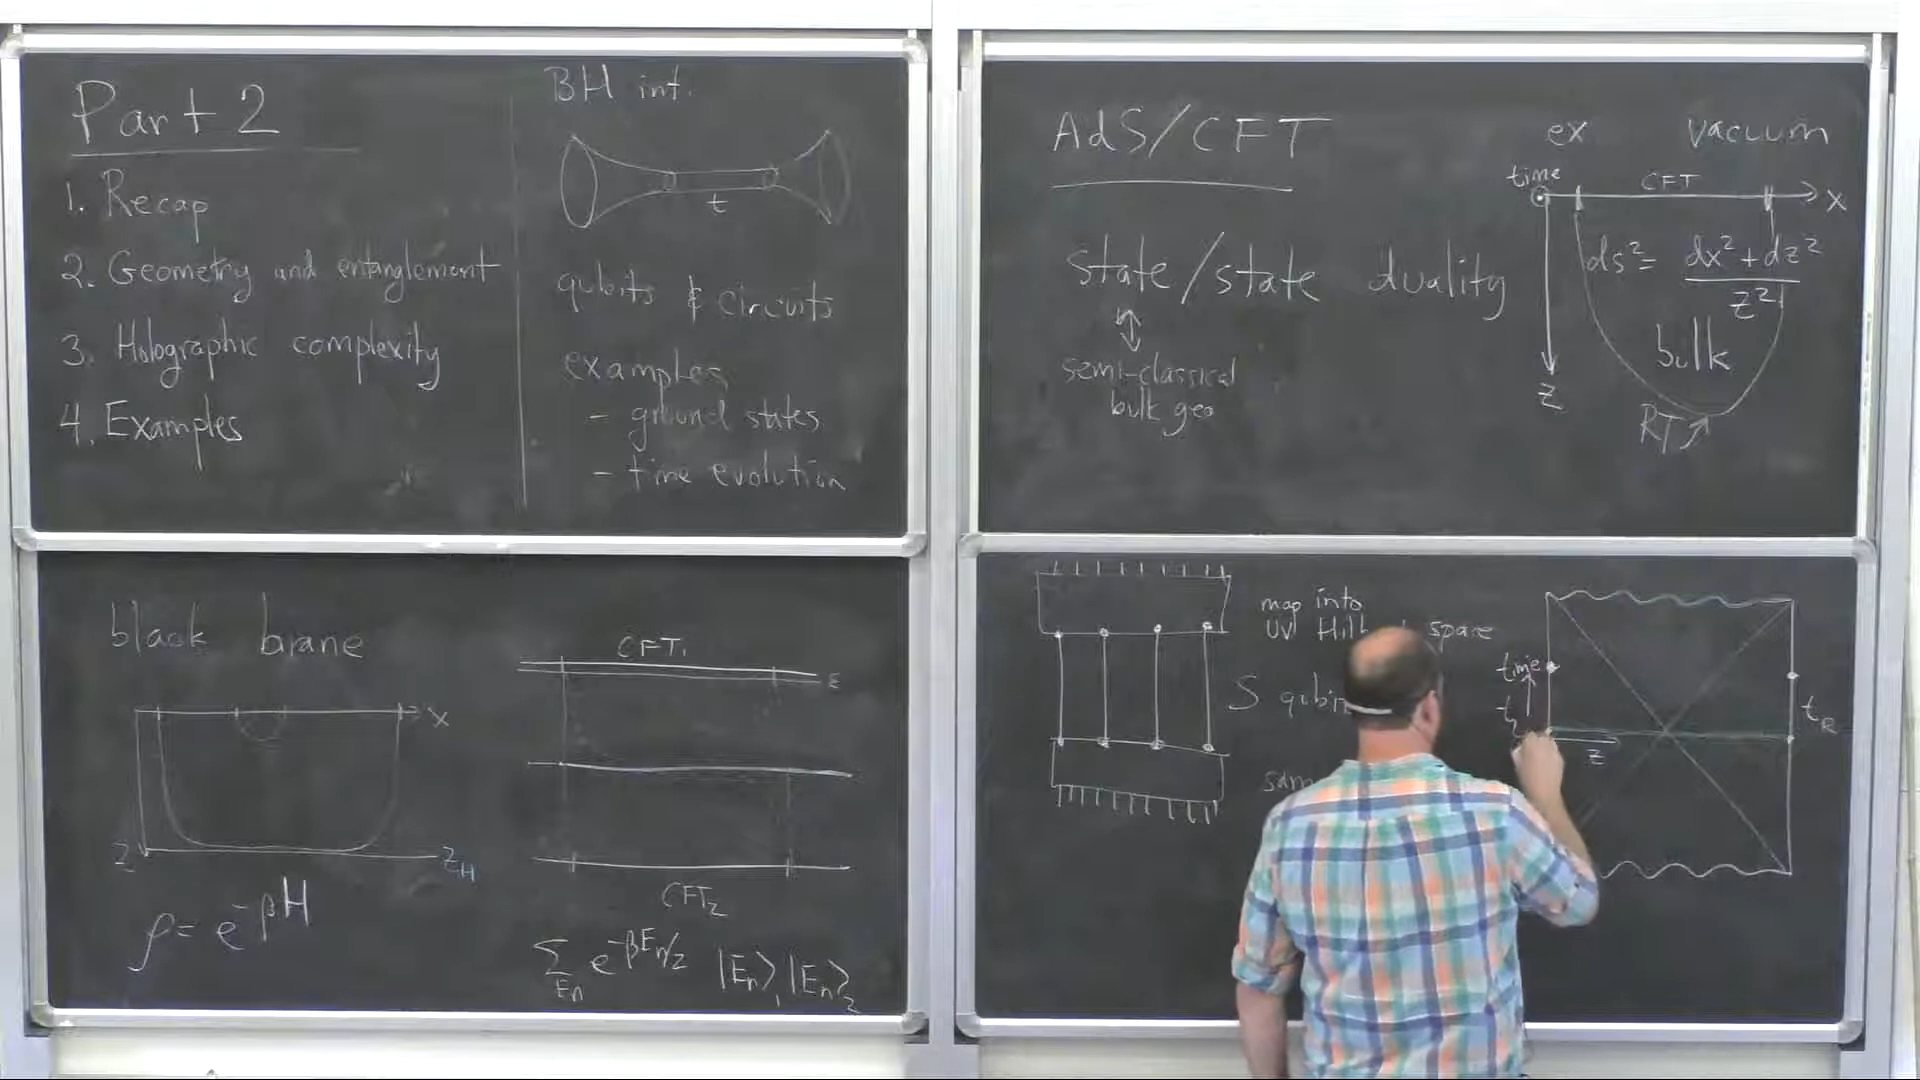 Part 2
1. Recap
2. Geometry and entanglement
3. Holographic complexity
4. Examples
BH int.
t
qubits & circuits
examples
- ground states
- time evolution
AdS/CFT
state/state duality
semi-classical
bulk geo
ex vacuum
time
CFT
x
ds² = dx² + dz² / z²
bulk
z
RT
black brane
x
z
z_H
ρ = e^{-βH}
CFT₁
ε
CFT₂
Σ_{En} e^{-βEn/2} |En⟩₁ |En⟩₂
map into
UV space
S
time
z
t_R